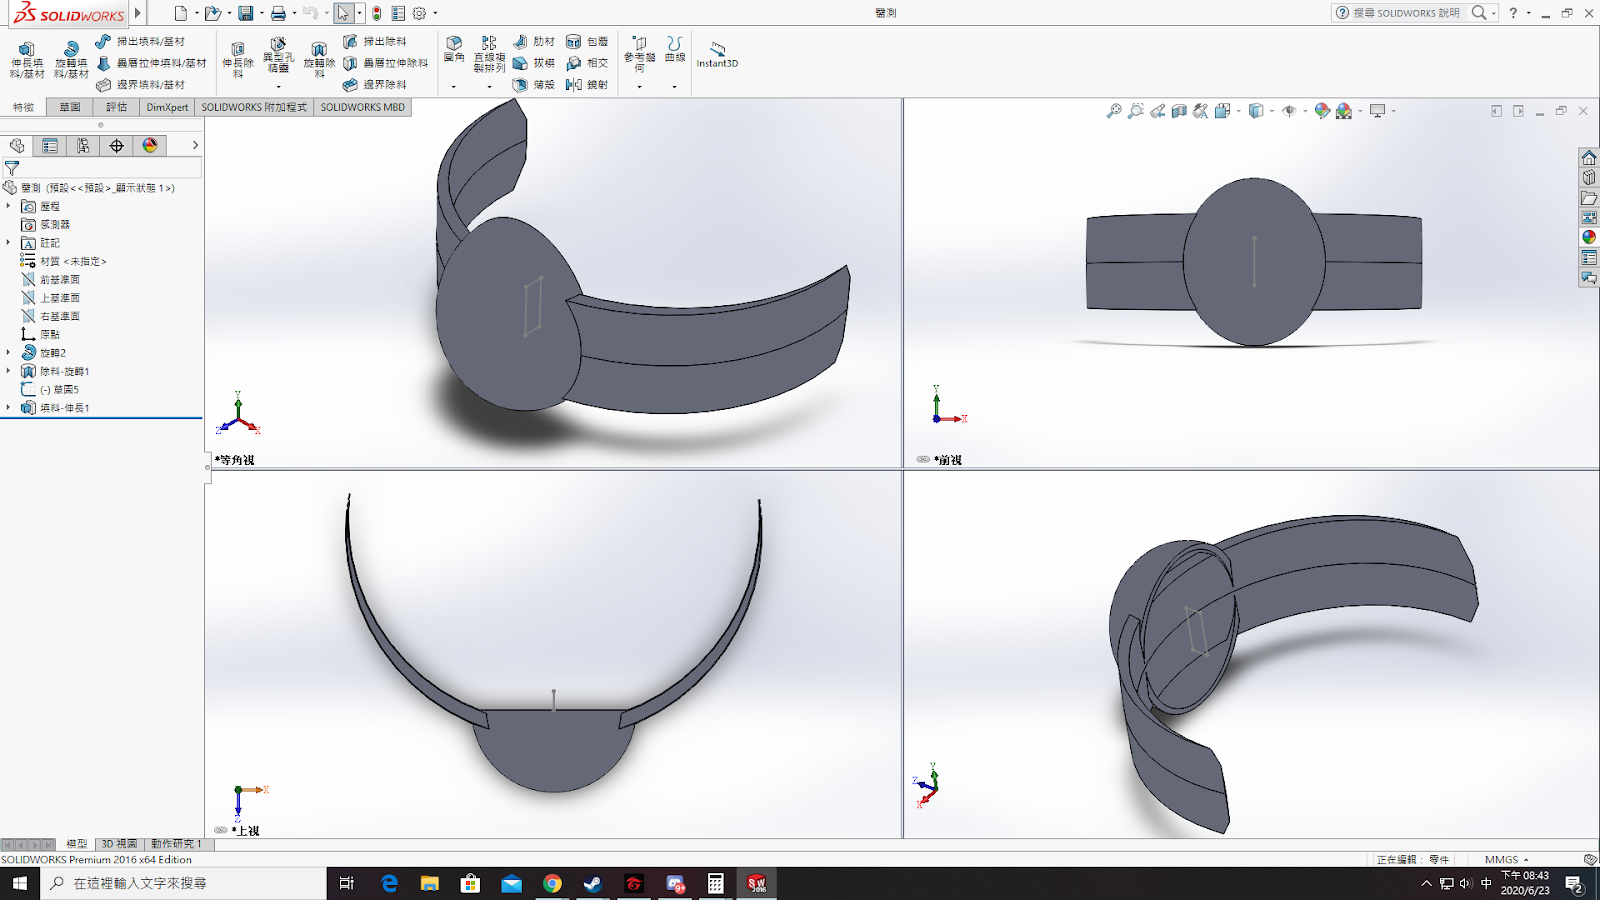 SOLIDWORKS
醫測
搜尋 SOLIDWORKS 說明
伸長填料/基材
旋轉填料/基材
掃出填料/基材
疊層拉伸填料/基材
邊界填料/基材
伸長除料
異型孔精靈
旋轉除料
掃出除料
疊層拉伸除料
邊界除料
圓角
直線複製排列
肋材
拔模
薄殼
包覆
相交
鏡射
參考幾何
曲線
Instant3D
特徵
草圖
評估
DimXpert
SOLIDWORKS 附加程式
SOLIDWORKS MBD
醫測 (預設<<預設>_顯示狀態 1>)
歷程
感測器
註記
材質 <未指定>
前基準面
上基準面
右基準面
原點
旋轉2
除料-旋轉1
(-) 草圖5
填料-伸長1
Y
Z
X
*等角視
Y
X
*前視
X
Z
*上視
Y
Z
X
模型
3D 視圖
動作研究 1
SOLIDWORKS Premium 2016 x64 Edition
正在編輯: 零件
MMGS
在這裡輸入文字來搜尋
9+
SW
2016
中
下午 08:43
2020/6/23
2